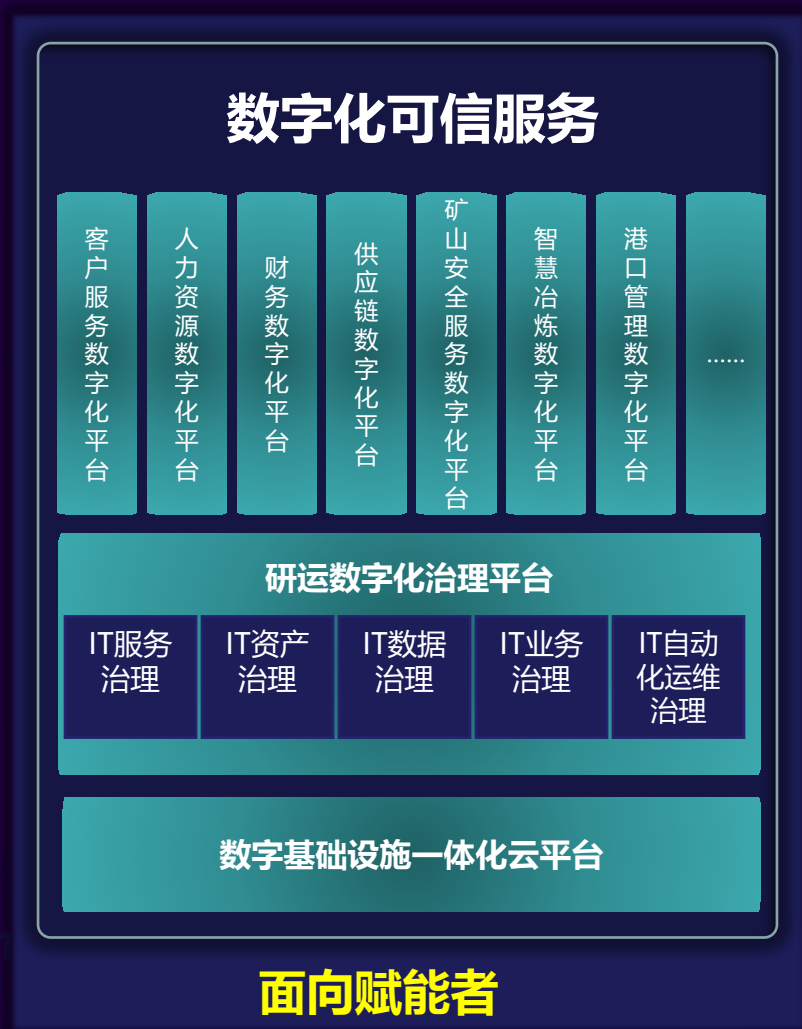 数字化可信服务
客户服务数字化平台
人力资源数字化平台
财务数字化平台
供应链数字化平台
矿山安全服务数字化平台
智慧冶炼数字化平台
港口管理数字化平台
......
研运数字化治理平台
IT服务
治理
IT资产
治理
IT数据
治理
IT业务
治理
IT自动
化运维
治理
数字基础设施一体化云平台
面向赋能者